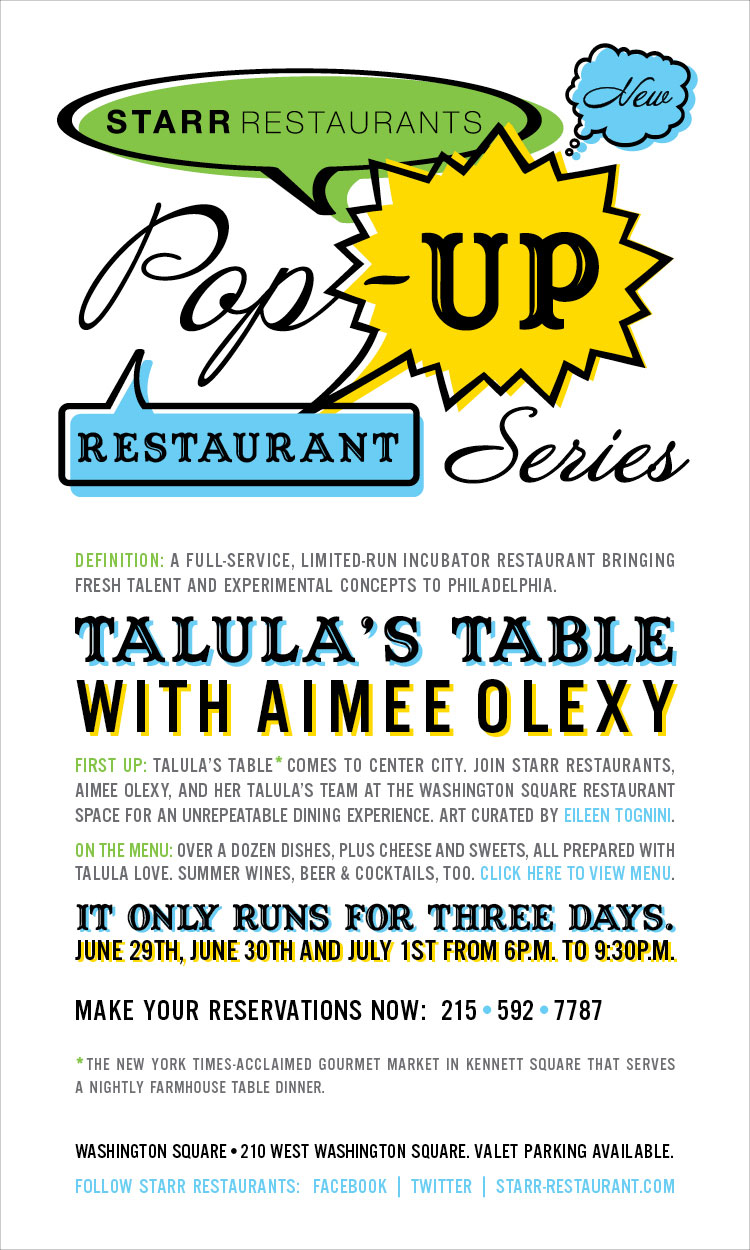 STARR RESTAURANTS
New
Pop-UP
RESTAURANT Series
DEFINITION: A FULL-SERVICE, LIMITED-RUN INCUBATOR RESTAURANT BRINGING
FRESH TALENT AND EXPERIMENTAL CONCEPTS TO PHILADELPHIA.
TALULA'S TABLE
WITH AIMEE OLEXY
FIRST UP: TALULA'S TABLE* COMES TO CENTER CITY. JOIN STARR RESTAURANTS,
AIMEE OLEXY, AND HER TALULA'S TEAM AT THE WASHINGTON SQUARE RESTAURANT
SPACE FOR AN UNREPEATABLE DINING EXPERIENCE. ART CURATED BY EILEEN TOGNINI.
ON THE MENU: OVER A DOZEN DISHES, PLUS CHEESE AND SWEETS, ALL PREPARED WITH
TALULA LOVE. SUMMER WINES, BEER & COCKTAILS, TOO. CLICK HERE TO VIEW MENU.
IT ONLY RUNS FOR THREE DAYS.
JUNE 29TH, JUNE 30TH AND JULY 1ST FROM 6P.M. TO 9:30P.M.
MAKE YOUR RESERVATIONS NOW: 215•592•7787
*THE NEW YORK TIMES-ACCLAIMED GOURMET MARKET IN KENNETT SQUARE THAT SERVES
A NIGHTLY FARMHOUSE TABLE DINNER.
WASHINGTON SQUARE • 210 WEST WASHINGTON SQUARE. VALET PARKING AVAILABLE.
FOLLOW STARR RESTAURANTS: FACEBOOK | TWITTER | STARR-RESTAURANT.COM